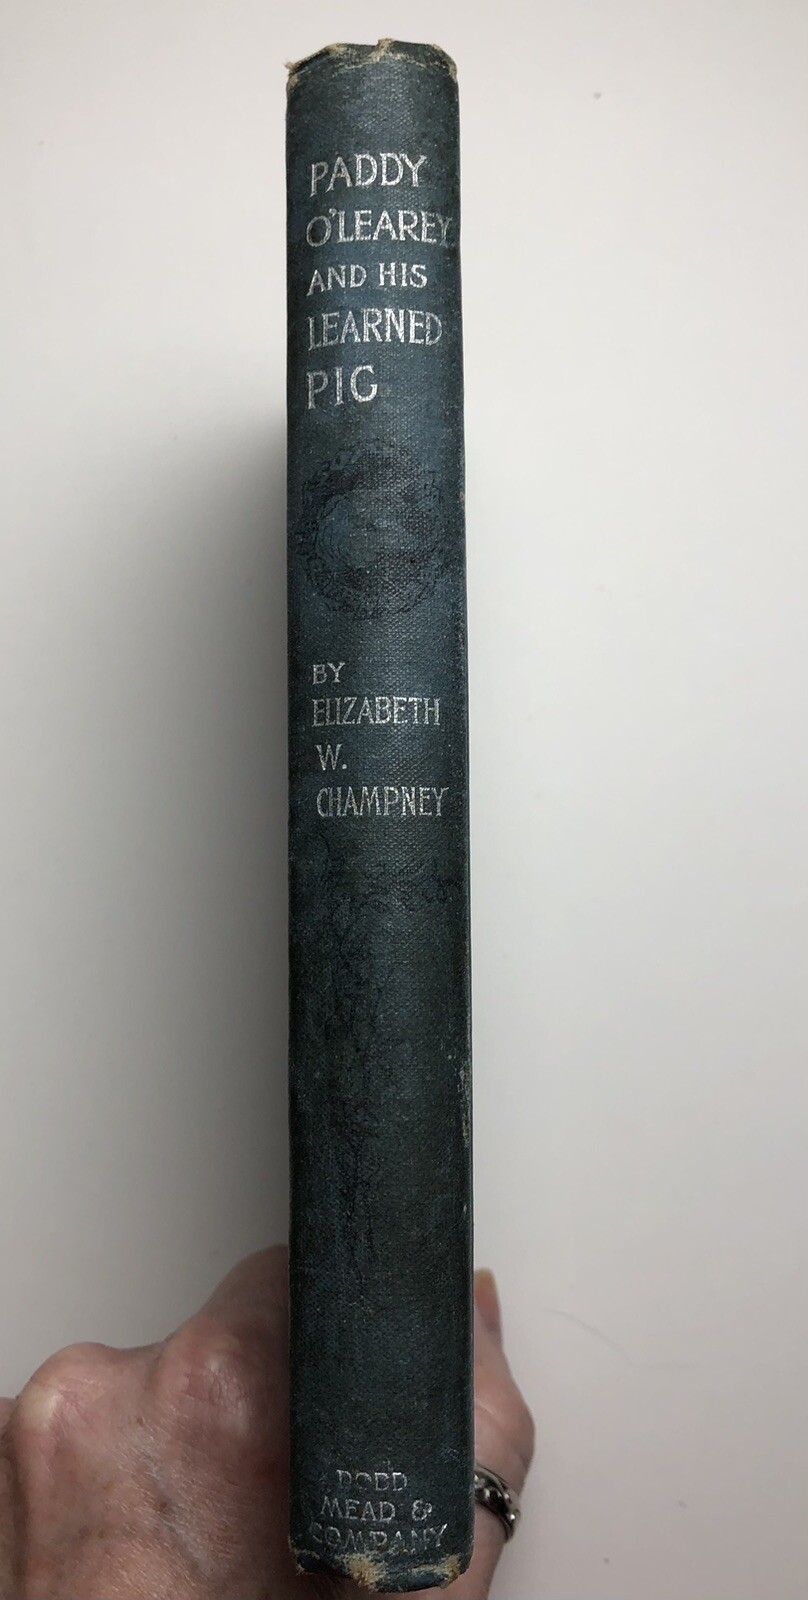 PADDY
O'LEAREY
AND HIS
LEARNED
PIG
BY
ELIZABETH
W.
CHAMPNEY
DODD
MEAD &
COMPANY